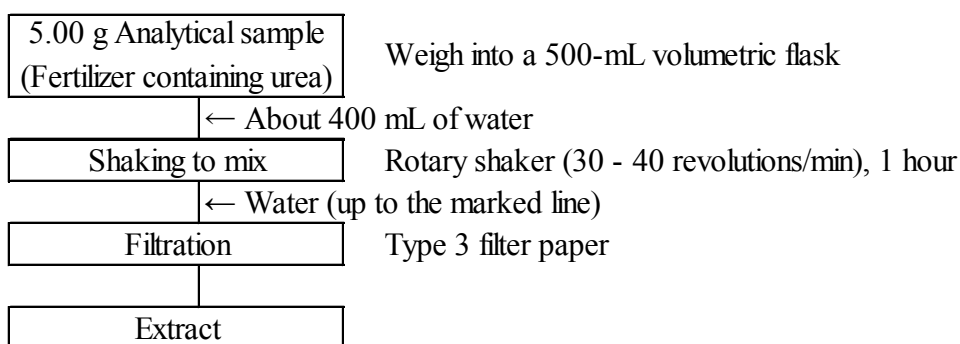 5.00 g Analytical sample
(Fertilizer containing urea)
Weigh into a 500-mL volumetric flask
← About 400 mL of water
Shaking to mix
Rotary shaker (30 - 40 revolutions/min), 1 hour
← Water (up to the marked line)
Filtration
Type 3 filter paper
Extract